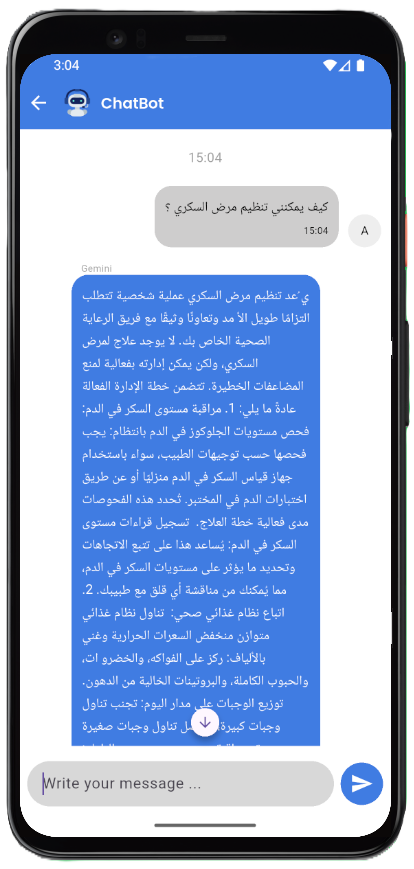 3:04
ChatBot
15:04
كيف يمكنني تنظيم مرض السكري ؟
15:04
A
Gemini
يُعد تنظيم مرض السكري عملية شخصية تتطلب
التزامًا طويل الأ مد وتعاونًا وثيقًا مع فريق الرعاية
الصحية الخاص بك. لا يوجد علاج لمرض
السكري، ولكن يمكن إدارته بفعالية لمنع
المضاعفات الخطيرة. تتضمن خطة الإدارة الفعالة
عادةً ما يلي: 1. مراقبة مستوى السكر في الدم:
فحص مستويات الجلوكوز في الدم بانتظام: يجب
فحصها حسب توجيهات الطبيب، سواء باستخدام
جهاز قياس السكر في الدم منزليًا أو عن طريق
اختبارات الدم في المختبر. تُحدد هذه الفحوصات
مدى فعالية خطة العلاج. تسجيل قراءات مستوى
السكر في الدم: يُساعد هذا على تتبع الاتجاهات
وتحديد ما يؤثر على مستويات السكر في الدم،
مما يُمكنك من مناقشة أي قلق مع طبيبك. 2.
اتباع نظام غذائي صحي: تناول نظام غذائي
متوازن منخفض السعرات الحرارية وغني
بالألياف: ركز على الفواكه، والخضرو ات،
والحبوب الكاملة، والبروتينات الخالية من الدهون.
توزيع الوجبات على مدار اليوم: تجنب تناول
وجبات كبيرة، تناول وجبات صغيرة
Write your message ...